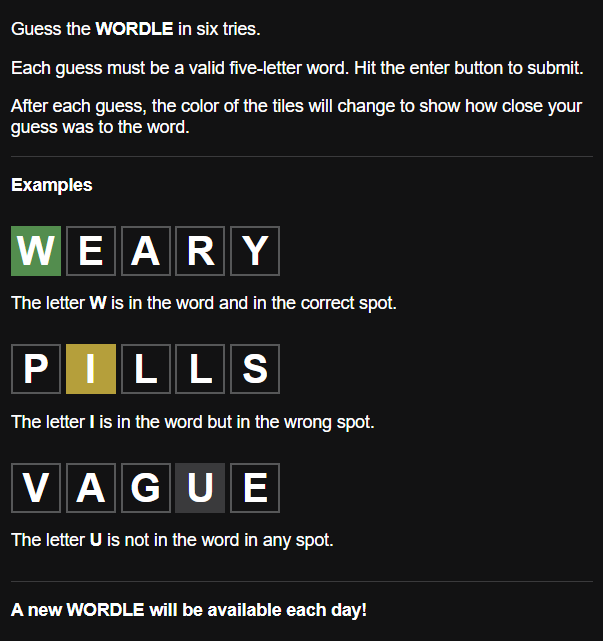 Guess the WORDLE in six tries.
Each guess must be a valid five-letter word. Hit the enter button to submit.
After each guess, the color of the tiles will change to show how close your
guess was to the word.
Examples
W E A R Y
The letter W is in the word and in the correct spot.
P I L L S
The letter I is in the word but in the wrong spot.
V A G U E
The letter U is not in the word in any spot.
A new WORDLE will be available each day!